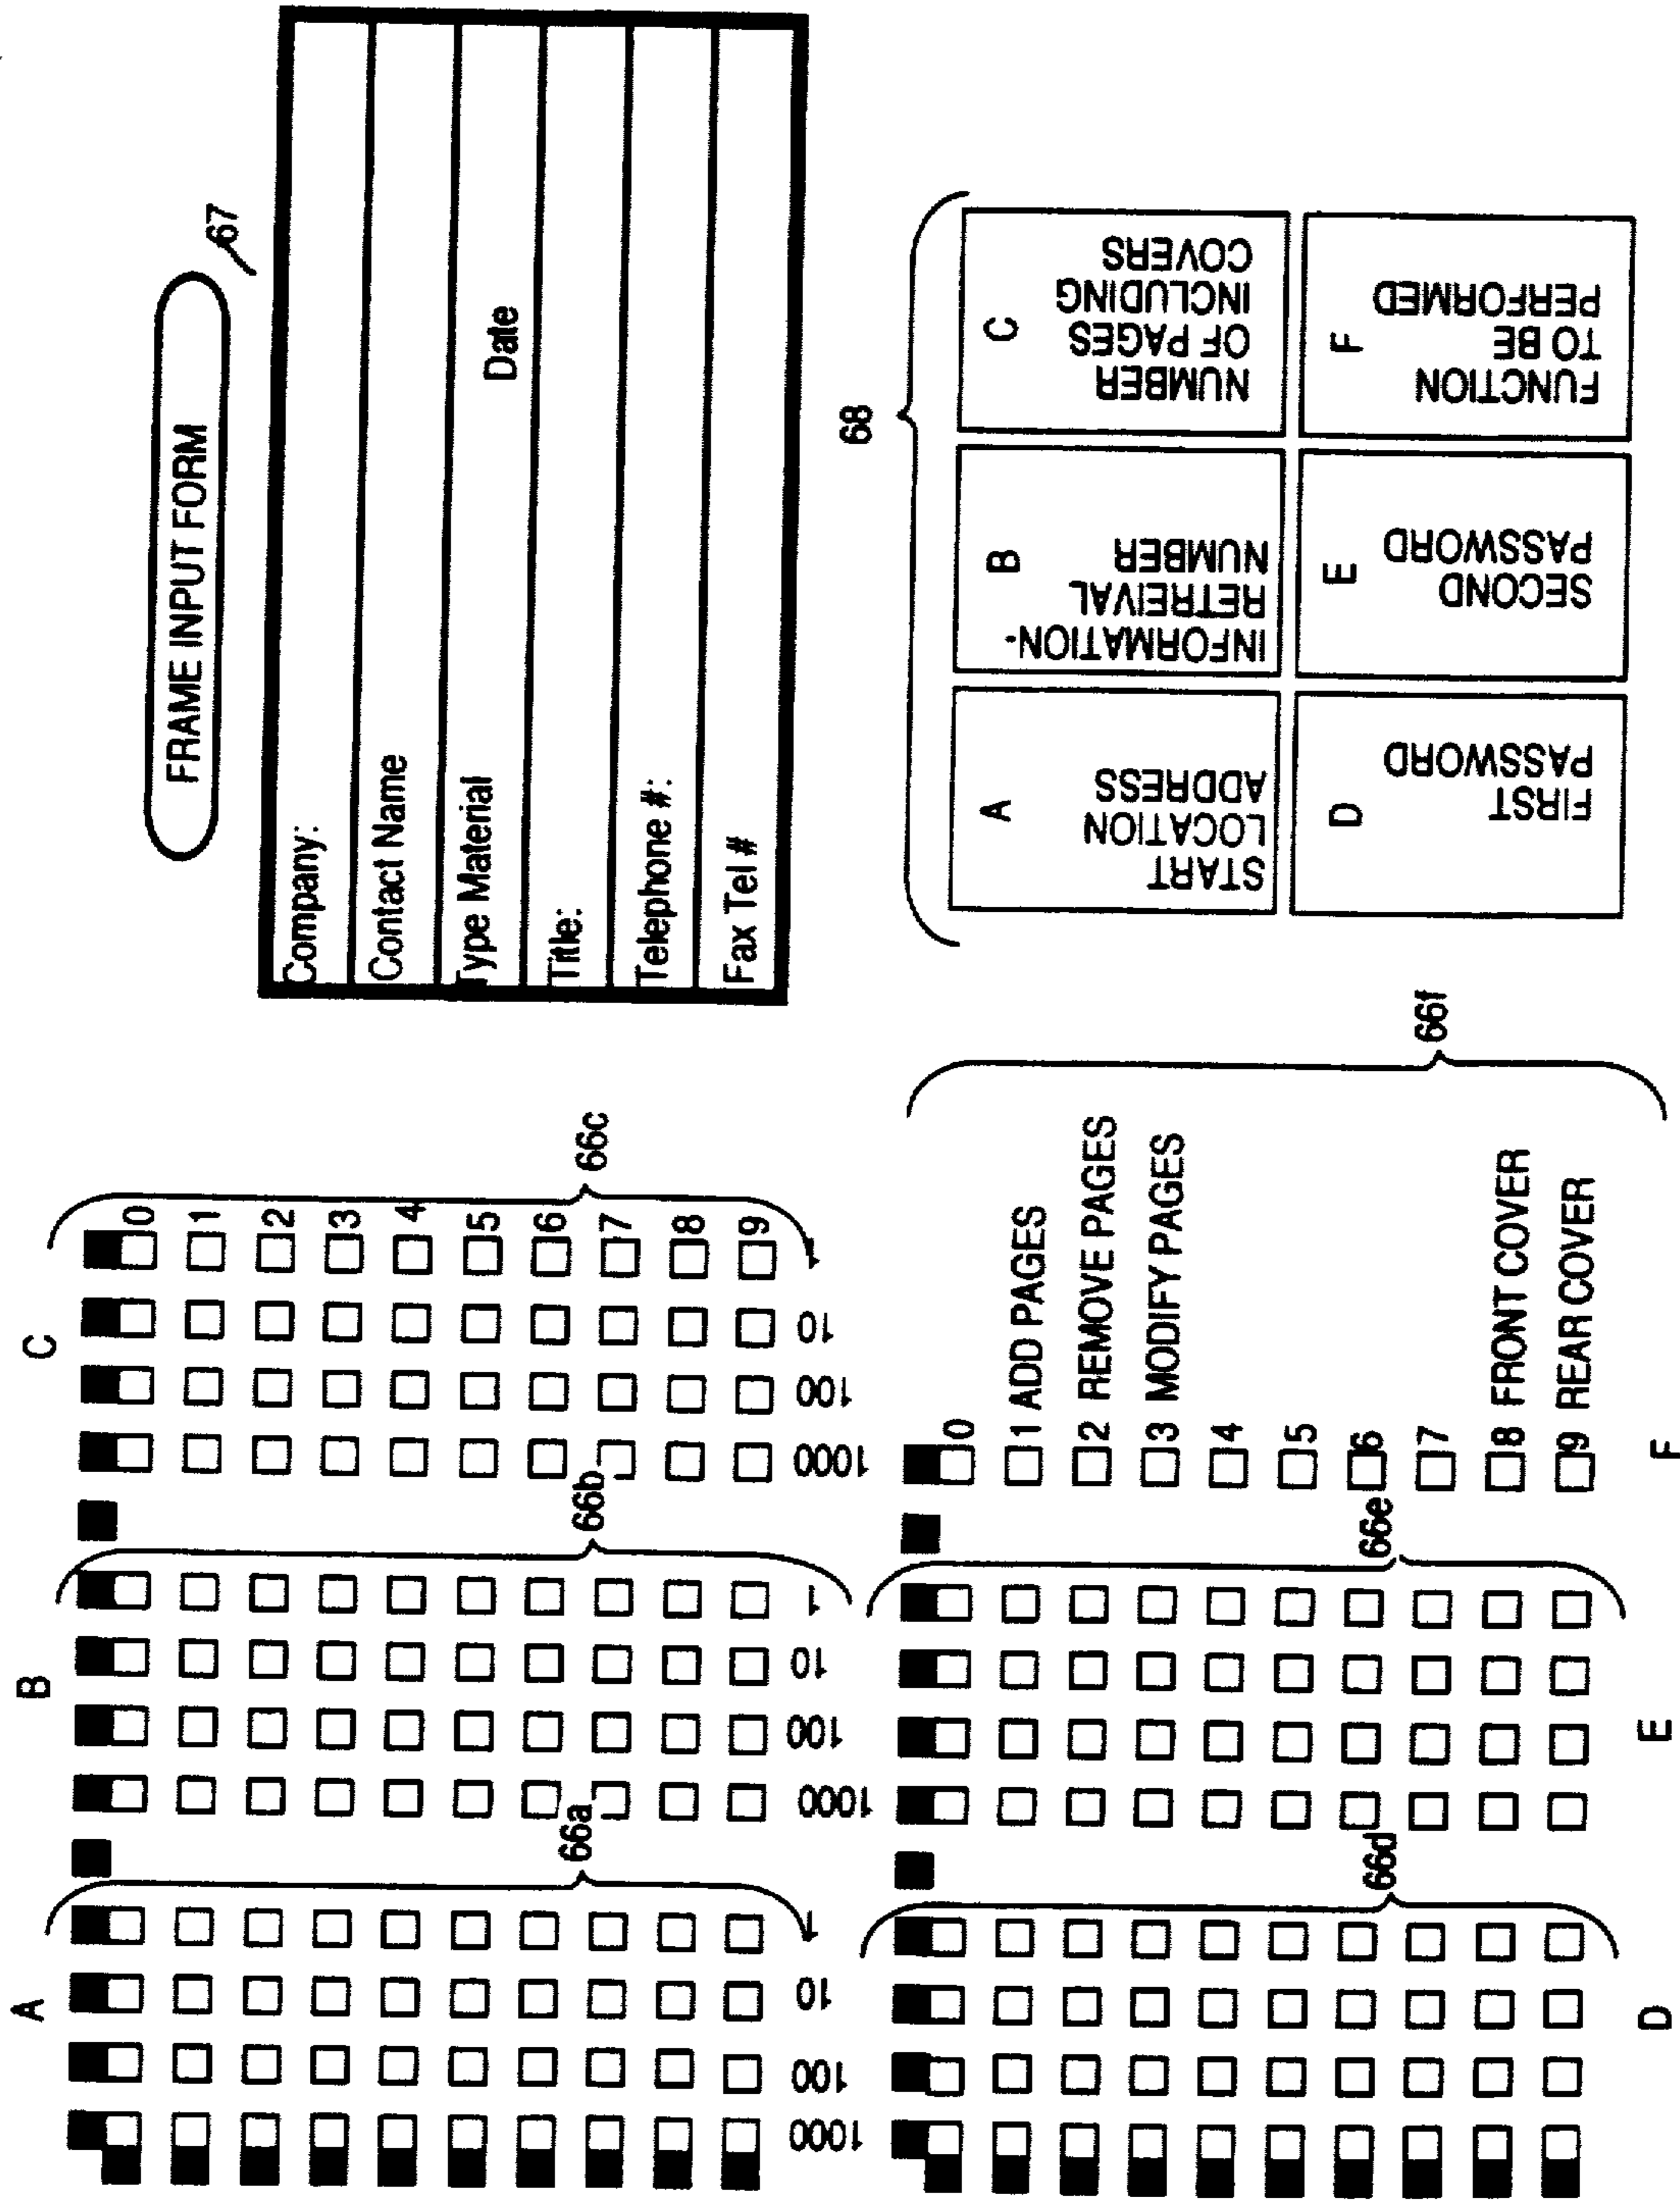 A B C
0
1
2
3
4
5
6
7
8
9
1000 100 10 1 1000 100 10 1 1000 100 10 1
66a 66b 66c
FRAME INPUT FORM
67
Company:
Contact Name
Type Material Date
Title:
Telephone #:
Fax Tel #
0
1 ADD PAGES
2 REMOVE PAGES
3 MODIFY PAGES
4
5
6
7
8 FRONT COVER
9 REAR COVER
66d 66e 66f
D E F
68
A
START
LOCATION
ADDRESS
B
INFORMATION-
RETREIVAL
NUMBER
C
NUMBER
OF PAGES
INCLUDING
COVERS
D
FIRST
PASSWORD
E
SECOND
PASSWORD
F
FUNCTION
TO BE
PERFORMED